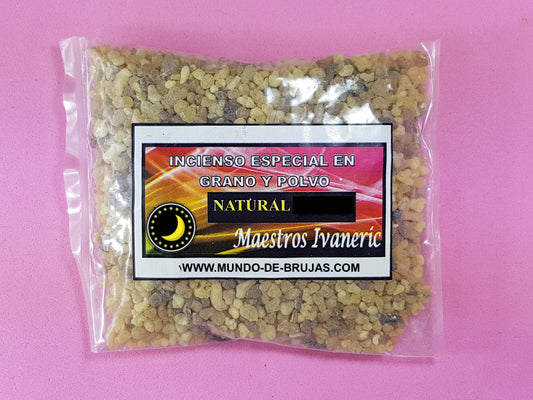 INCIENSO ESPECIAL EN
GRANO Y POLVO
NATURAL
Maestros Ivaneric
\WWW.MUNDO-DE-BRUJAS.COM